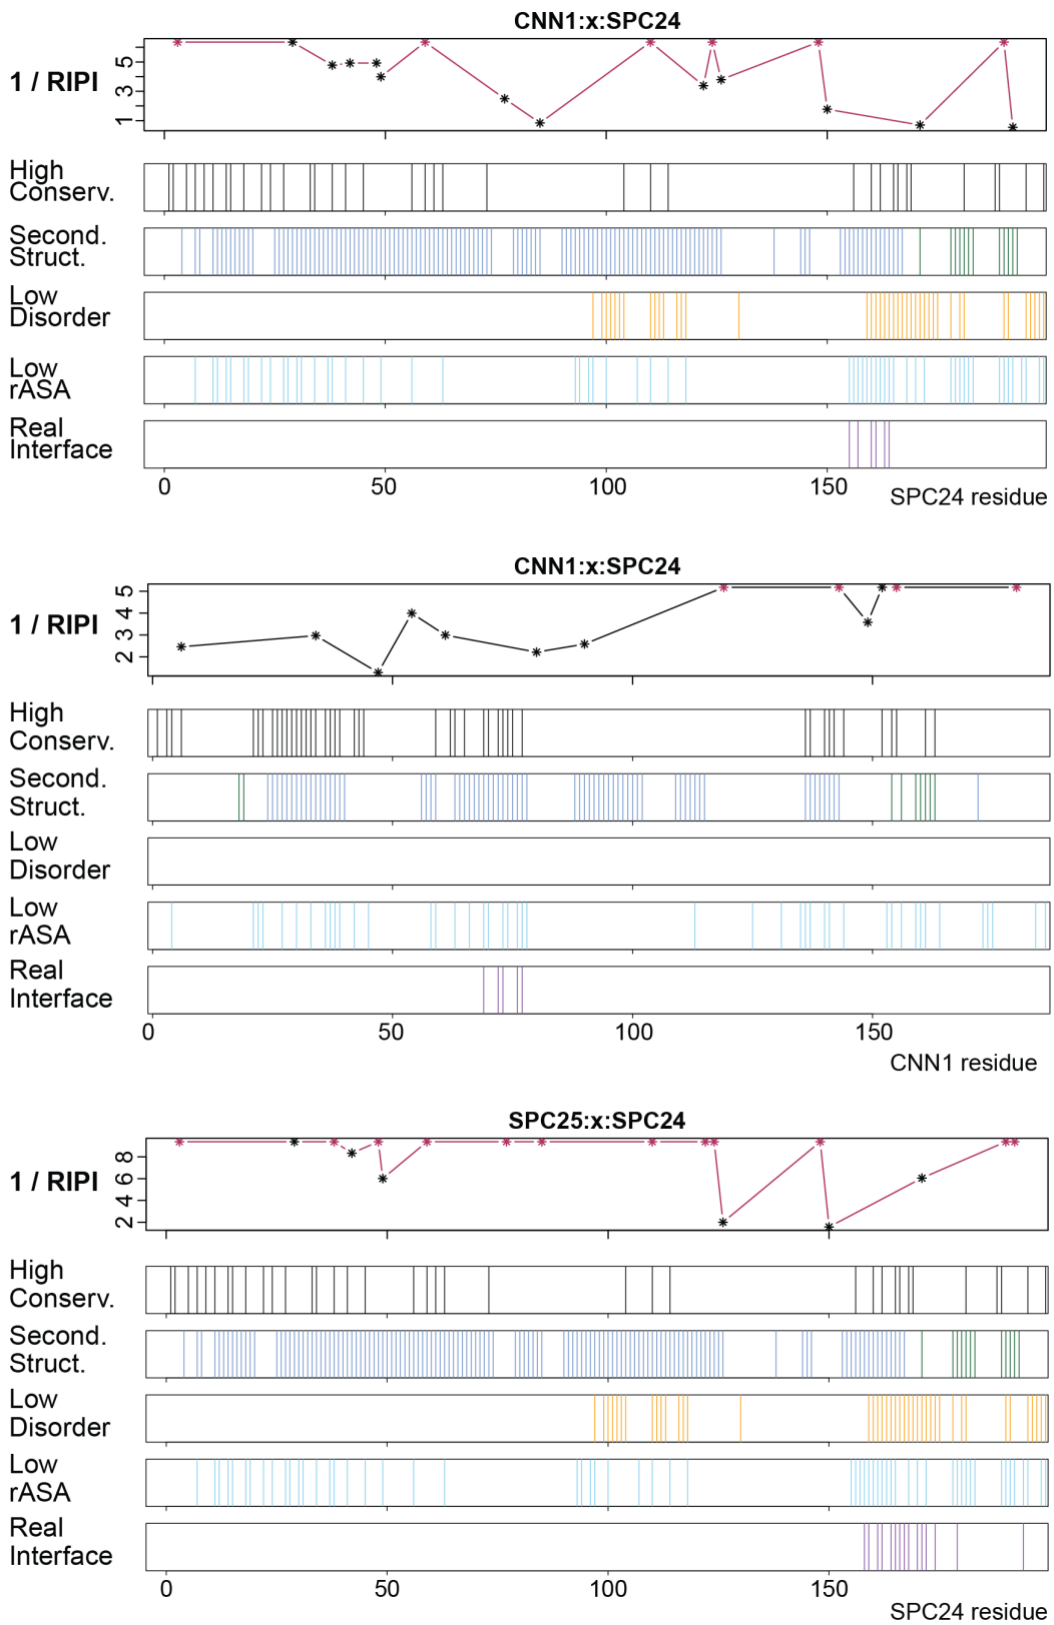 CNN1:x:SPC24
1 / RIPI
5
3
1
High
Conserv.
Second.
Struct.
Low
Disorder
Low
rASA
Real
Interface
0 50 100 150
SPC24 residue
CNN1:x:SPC24
1 / RIPI
5
4
3
2
High
Conserv.
Second.
Struct.
Low
Disorder
Low
rASA
Real
Interface
0 50 100 150
CNN1 residue
SPC25:x:SPC24
1 / RIPI
8
6
4
2
High
Conserv.
Second.
Struct.
Low
Disorder
Low
rASA
Real
Interface
0 50 100 150
SPC24 residue